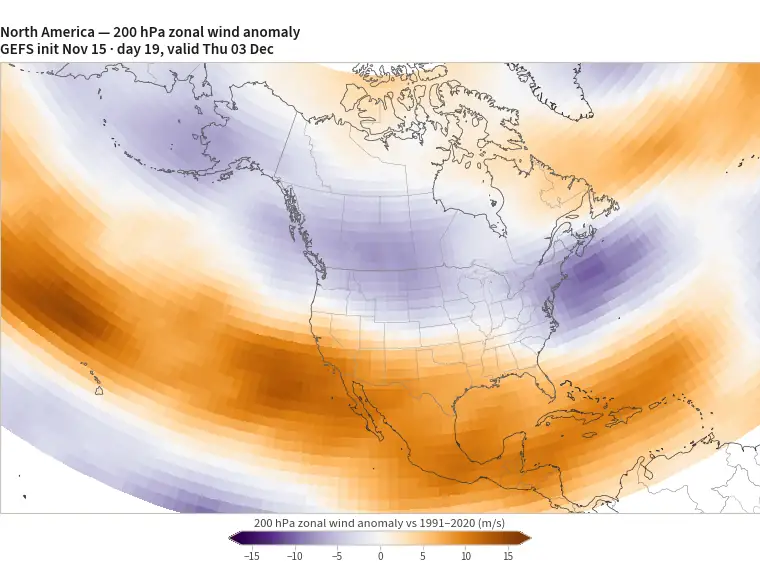 North America — 200 hPa zonal wind anomaly
GEFS init Nov 15 · day 19, valid Thu 03 Dec
200 hPa zonal wind anomaly vs 1991–2020 (m/s)
−15 −10 −5 0 5 10 15